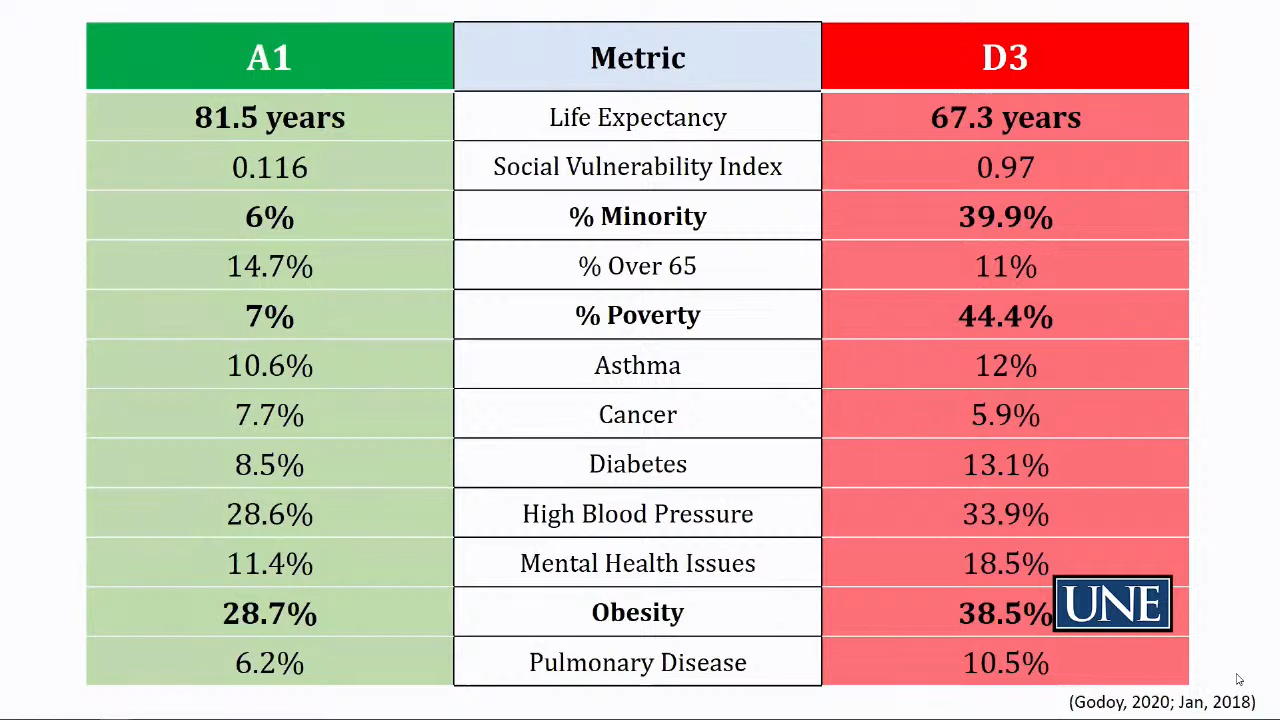 A1 Metric D3
81.5 years Life Expectancy 67.3 years
0.116 Social Vulnerability Index 0.97
6% % Minority 39.9%
14.7% % Over 65 11%
7% % Poverty 44.4%
10.6% Asthma 12%
7.7% Cancer 5.9%
8.5% Diabetes 13.1%
28.6% High Blood Pressure 33.9%
11.4% Mental Health Issues 18.5%
28.7% Obesity 38.5%
UNE
6.2% Pulmonary Disease 10.5%
(Godoy, 2020; Jan, 2018)